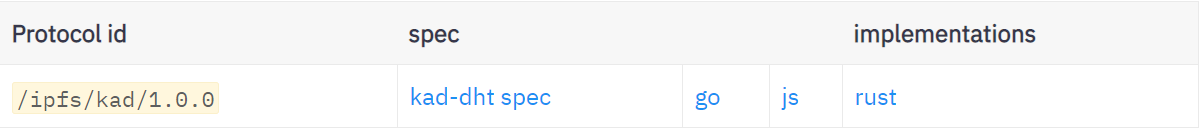 Protocol id spec implementations
/ipfs/kad/1.0.0 kad-dht spec go js rust